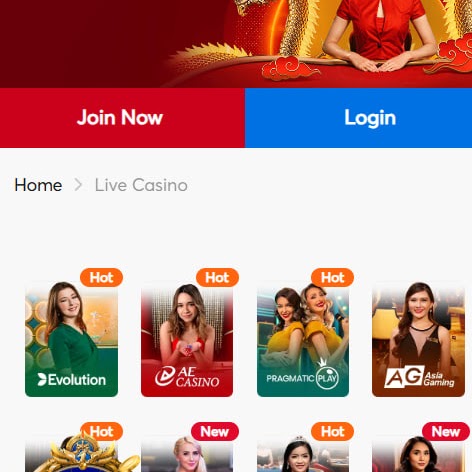 Join Now
Login
Home > Live Casino
Hot
Hot
Hot
Evolution
AE CASINO
PRAGMATIC PLAY
AG Asia Gaming
Hot
New
Hot
New